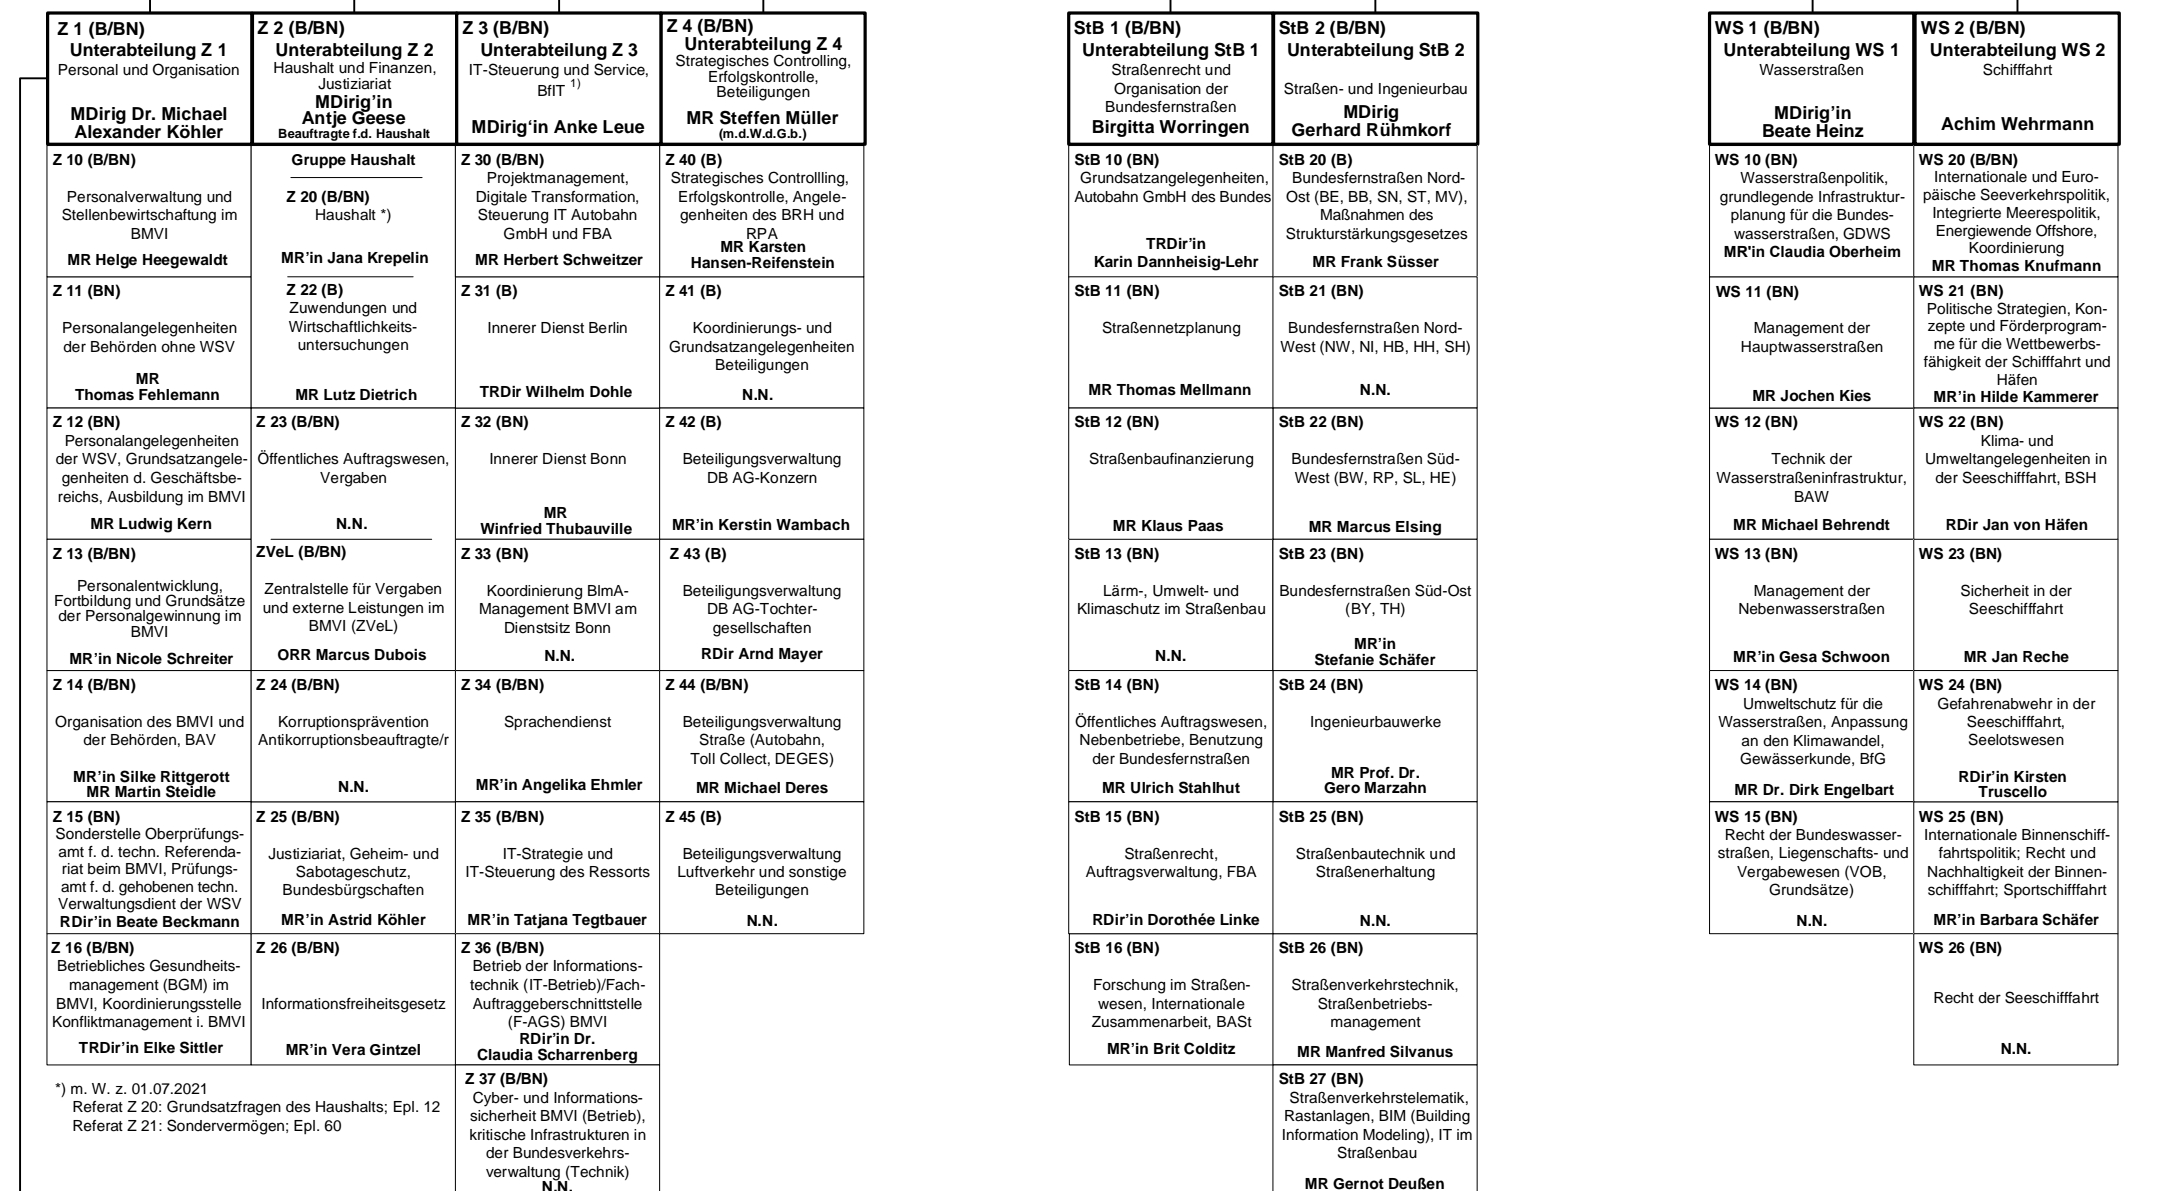 Z 1 (B/BN)
Unterabteilung Z 1
Personal und Organisation
MDirig Dr. Michael
Alexander Köhler
Z 10 (B/BN)
Personalverwaltung und
Stellenbewirtschaftung im
BMVI
MR Helge Heegewaldt
Z 11 (BN)
Personalangelegenheiten
der Behörden ohne WSV
MR
Thomas Fehlemann
Z 12 (BN)
Personalangelegenheiten
der WSV, Grundsatzangele-
genheiten d. Geschäftsbe-
reichs, Ausbildung im BMVI
MR Ludwig Kern
Z 13 (B/BN)
Personalentwicklung,
Fortbildung und Grundsätze
der Personalgewinnung im
BMVI
MR’in Nicole Schreiter
Z 14 (B/BN)
Organisation des BMVI und
der Behörden, BAV
MR’in Silke Rittgerott
MR Martin Steidle
Z 15 (BN)
Sonderstelle Oberprüfungs-
amt f. d. techn. Referenda-
riat beim BMVI, Prüfungs-
amt f. d. gehobenen techn.
Verwaltungsdient der WSV
RDir’in Beate Beckmann
Z 16 (B/BN)
Betriebliches Gesundheits-
management (BGM) im
BMVI, Koordinierungsstelle
Konfliktmanagement i. BMVI
TRDir’in Elke Sittler
*) m. W. z. 01.07.2021
Referat Z 20: Grundsatzfragen des Haushalts; Epl. 12
Referat Z 21: Sondervermögen; Epl. 60
Z 2 (B/BN)
Unterabteilung Z 2
Haushalt und Finanzen,
Justiziariat
MDirig’in
Antje Geese
Beauftragte f.d. Haushalt
Gruppe Haushalt
Z 20 (B/BN)
Haushalt *)
MR’in Jana Krepelin
Z 22 (B)
Zuwendungen und
Wirtschaftlichkeits-
untersuchungen
MR Lutz Dietrich
Z 23 (B/BN)
Öffentliches Auftragswesen,
Vergaben
N.N.
ZVeL (B/BN)
Zentralstelle für Vergaben
und externe Leistungen im
BMVI (ZVeL)
ORR Marcus Dubois
Z 24 (B/BN)
Korruptionsprävention
Antikorruptionsbeauftragte/r
N.N.
Z 25 (B/BN)
Justiziariat, Geheim- und
Sabotageschutz,
Bundesbürgschaften
MR’in Astrid Köhler
Z 26 (B/BN)
Informationsfreiheitsgesetz
MR’in Vera Gintzel
Z 3 (B/BN)
Unterabteilung Z 3
IT-Steuerung und Service,
BfIT 1)
MDirig‘in Anke Leue
Z 30 (B/BN)
Projektmanagement,
Digitale Transformation,
Steuerung IT Autobahn
GmbH und FBA
MR Herbert Schweitzer
Z 31 (B)
Innerer Dienst Berlin
TRDir Wilhelm Dohle
Z 32 (BN)
Innerer Dienst Bonn
MR
Winfried Thubauville
Z 33 (BN)
Koordinierung BImA-
Management BMVI am
Dienstsitz Bonn
N.N.
Z 34 (B/BN)
Sprachendienst
MR’in Angelika Ehmler
Z 35 (B/BN)
IT-Strategie und
IT-Steuerung des Ressorts
MR’in Tatjana Tegtbauer
Z 36 (B/BN)
Betrieb der Informations-
technik (IT-Betrieb)/Fach-
Auftraggeberschnittstelle
(F-AGS) BMVI
RDir’in Dr.
Claudia Scharrenberg
Z 37 (B/BN)
Cyber- und Informations-
sicherheit BMVI (Betrieb),
kritische Infrastrukturen in
der Bundesverkehrs-
verwaltung (Technik)
N.N.
Z 4 (B/BN)
Unterabteilung Z 4
Strategisches Controlling,
Erfolgskontrolle,
Beteiligungen
MR Steffen Müller
(m.d.W.d.G.b.)
Z 40 (B)
Strategisches Controllling,
Erfolgskontrolle, Angele-
genheiten des BRH und
RPA
MR Karsten
Hansen-Reifenstein
Z 41 (B)
Koordinierungs- und
Grundsatzangelegenheiten
Beteiligungen
N.N.
Z 42 (B)
Beteiligungsverwaltung
DB AG-Konzern
MR’in Kerstin Wambach
Z 43 (B)
Beteiligungsverwaltung
DB AG-Tochter-
gesellschaften
RDir Arnd Mayer
Z 44 (B/BN)
Beteiligungsverwaltung
Straße (Autobahn,
Toll Collect, DEGES)
MR Michael Deres
Z 45 (B)
Beteiligungsverwaltung
Luftverkehr und sonstige
Beteiligungen
N.N.
StB 1 (B/BN)
Unterabteilung StB 1
Straßenrecht und
Organisation der
Bundesfernstraßen
Birgitta Worringen
StB 10 (BN)
Grundsatzangelegenheiten,
Autobahn GmbH des Bundes
TRDir’in
Karin Dannheisig-Lehr
StB 11 (BN)
Straßennetzplanung
MR Thomas Mellmann
StB 12 (BN)
Straßenbaufinanzierung
MR Klaus Paas
StB 13 (BN)
Lärm-, Umwelt- und
Klimaschutz im Straßenbau
N.N.
StB 14 (BN)
Öffentliches Auftragswesen,
Nebenbetriebe, Benutzung
der Bundesfernstraßen
MR Ulrich Stahlhut
StB 15 (BN)
Straßenrecht,
Auftragsverwaltung, FBA
RDir’in Dorothée Linke
StB 16 (BN)
Forschung im Straßen-
wesen, Internationale
Zusammenarbeit, BASt
MR’in Brit Colditz
StB 2 (B/BN)
Unterabteilung StB 2
Straßen- und Ingenieurbau
MDirig
Gerhard Rühmkorf
StB 20 (B)
Bundesfernstraßen Nord-
Ost (BE, BB, SN, ST, MV),
Maßnahmen des
Strukturstärkungsgesetzes
MR Frank Süsser
StB 21 (BN)
Bundesfernstraßen Nord-
West (NW, NI, HB, HH, SH)
N.N.
StB 22 (BN)
Bundesfernstraßen Süd-
West (BW, RP, SL, HE)
MR Marcus Elsing
StB 23 (BN)
Bundesfernstraßen Süd-Ost
(BY, TH)
MR’in
Stefanie Schäfer
StB 24 (BN)
Ingenieurbauwerke
MR Prof. Dr.
Gero Marzahn
StB 25 (BN)
Straßenbautechnik und
Straßenerhaltung
N.N.
StB 26 (BN)
Straßenverkehrstechnik,
Straßenbetriebs-
management
MR Manfred Silvanus
StB 27 (BN)
Straßenverkehrstelematik,
Rastanlagen, BIM (Building
Information Modeling), IT im
Straßenbau
MR Gernot Deußen
WS 1 (B/BN)
Unterabteilung WS 1
Wasserstraßen
MDirig’in
Beate Heinz
WS 10 (BN)
Wasserstraßenpolitik,
grundlegende Infrastruktur-
planung für die Bundes-
wasserstraßen, GDWS
MR'in Claudia Oberheim
WS 11 (BN)
Management der
Hauptwasserstraßen
MR Jochen Kies
WS 12 (BN)
Technik der
Wasserstraßeninfrastruktur,
BAW
MR Michael Behrendt
WS 13 (BN)
Management der
Nebenwasserstraßen
MR’in Gesa Schwoon
WS 14 (BN)
Umweltschutz für die
Wasserstraßen, Anpassung
an den Klimawandel,
Gewässerkunde, BfG
MR Dr. Dirk Engelbart
WS 15 (BN)
Recht der Bundeswasser-
straßen, Liegenschafts- und
Vergabewesen (VOB,
Grundsätze)
N.N.
WS 2 (B/BN)
Unterabteilung WS 2
Schifffahrt
Achim Wehrmann
WS 20 (B/BN)
Internationale und Euro-
päische Seeverkehrspolitik,
Integrierte Meerespolitik,
Energiewende Offshore,
Koordinierung
MR Thomas Knufmann
WS 21 (BN)
Politische Strategien, Kon-
zepte und Förderprogram-
me für die Wettbewerbs-
fähigkeit der Schifffahrt und
Häfen
MR’in Hilde Kammerer
WS 22 (BN)
Klima- und
Umweltangelegenheiten in
der Seeschifffahrt, BSH
RDir Jan von Häfen
WS 23 (BN)
Sicherheit in der
Seeschifffahrt
MR Jan Reche
WS 24 (BN)
Gefahrenabwehr in der
Seeschifffahrt,
Seelotswesen
RDir’in Kirsten
Truscello
WS 25 (BN)
Internationale Binnenschiff-
fahrtspolitik; Recht und
Nachhaltigkeit der Binnen-
schifffahrt; Sportschifffahrt
MR’in Barbara Schäfer
WS 26 (BN)
Recht der Seeschifffahrt
N.N.